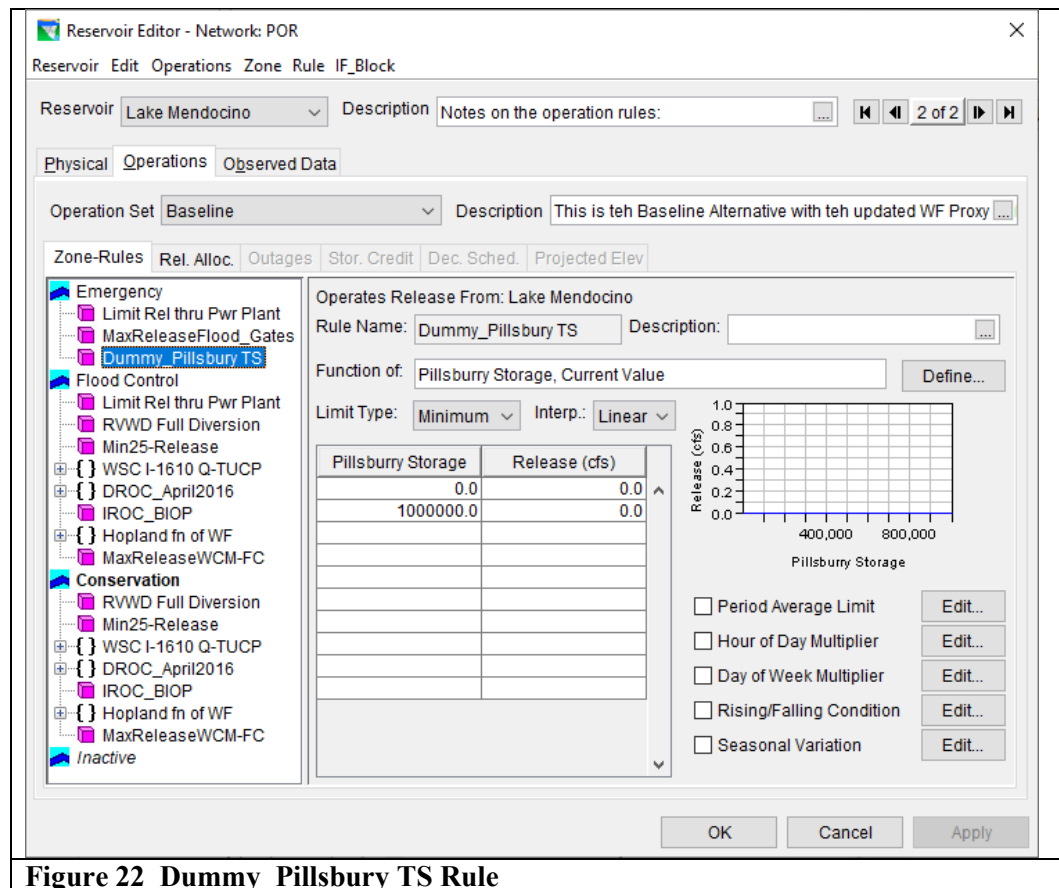 Reservoir Editor - Network: POR
Reservoir Edit Operations Zone Rule IF_Block
Reservoir Lake Mendocino Description Notes on the operation rules: ... 2 of 2
Physical Operations Observed Data
Operation Set Baseline Description This is teh Baseline Alternative with teh updated WF Proxy ...
Zone-Rules Rel. Alloc. Outages Stor. Credit Dec. Sched. Projected Elev
Emergency
Limit Rel thru Pwr Plant
MaxReleaseFlood_Gates
Dummy_Pillsbury TS
Flood Control
Limit Rel thru Pwr Plant
RVWD Full Diversion
Min25-Release
{ } WSC I-1610 Q-TUCP
{ } DROC_April2016
IROC_BIOP
{ } Hopland fn of WF
MaxReleaseWCM-FC
Conservation
RVWD Full Diversion
Min25-Release
{ } WSC I-1610 Q-TUCP
{ } DROC_April2016
IROC_BIOP
{ } Hopland fn of WF
MaxReleaseWCM-FC
Inactive
Operates Release From: Lake Mendocino
Rule Name: Dummy_Pillsbury TS Description: ...
Function of: Pillsburry Storage, Current Value Define...
Limit Type: Minimum Interp.: Linear
Pillsburry Storage Release (cfs)
0.0 0.0
1000000.0 0.0
Release (cfs)
1.0
0.8
0.6
0.4
0.2
0.0
400,000 800,000
Pillsburry Storage
Period Average Limit Edit...
Hour of Day Multiplier Edit...
Day of Week Multiplier Edit...
Rising/Falling Condition Edit...
Seasonal Variation Edit...
OK Cancel Apply
Figure 22 Dummy_Pillsbury TS Rule